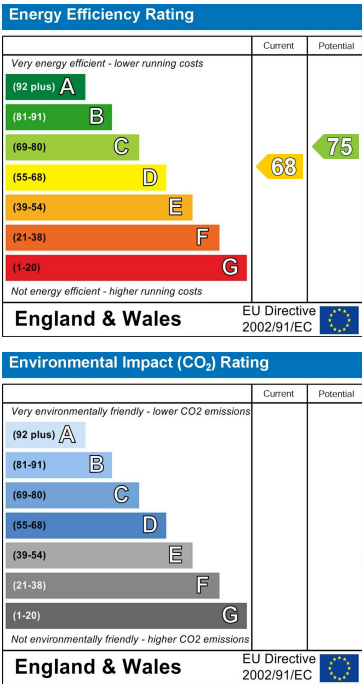 Energy Efficiency Rating
Current Potential
Very energy efficient - lower running costs
(92 plus) A
(81-91) B
(69-80) C
(55-68) D
(39-54) E
(21-38) F
(1-20) G
68
75
Not energy efficient - higher running costs
England & Wales
EU Directive
2002/91/EC
Environmental Impact (CO₂) Rating
Current Potential
Very environmentally friendly - lower CO2 emissions
(92 plus) A
(81-91) B
(69-80) C
(55-68) D
(39-54) E
(21-38) F
(1-20) G
Not environmentally friendly - higher CO2 emissions
England & Wales
EU Directive
2002/91/EC